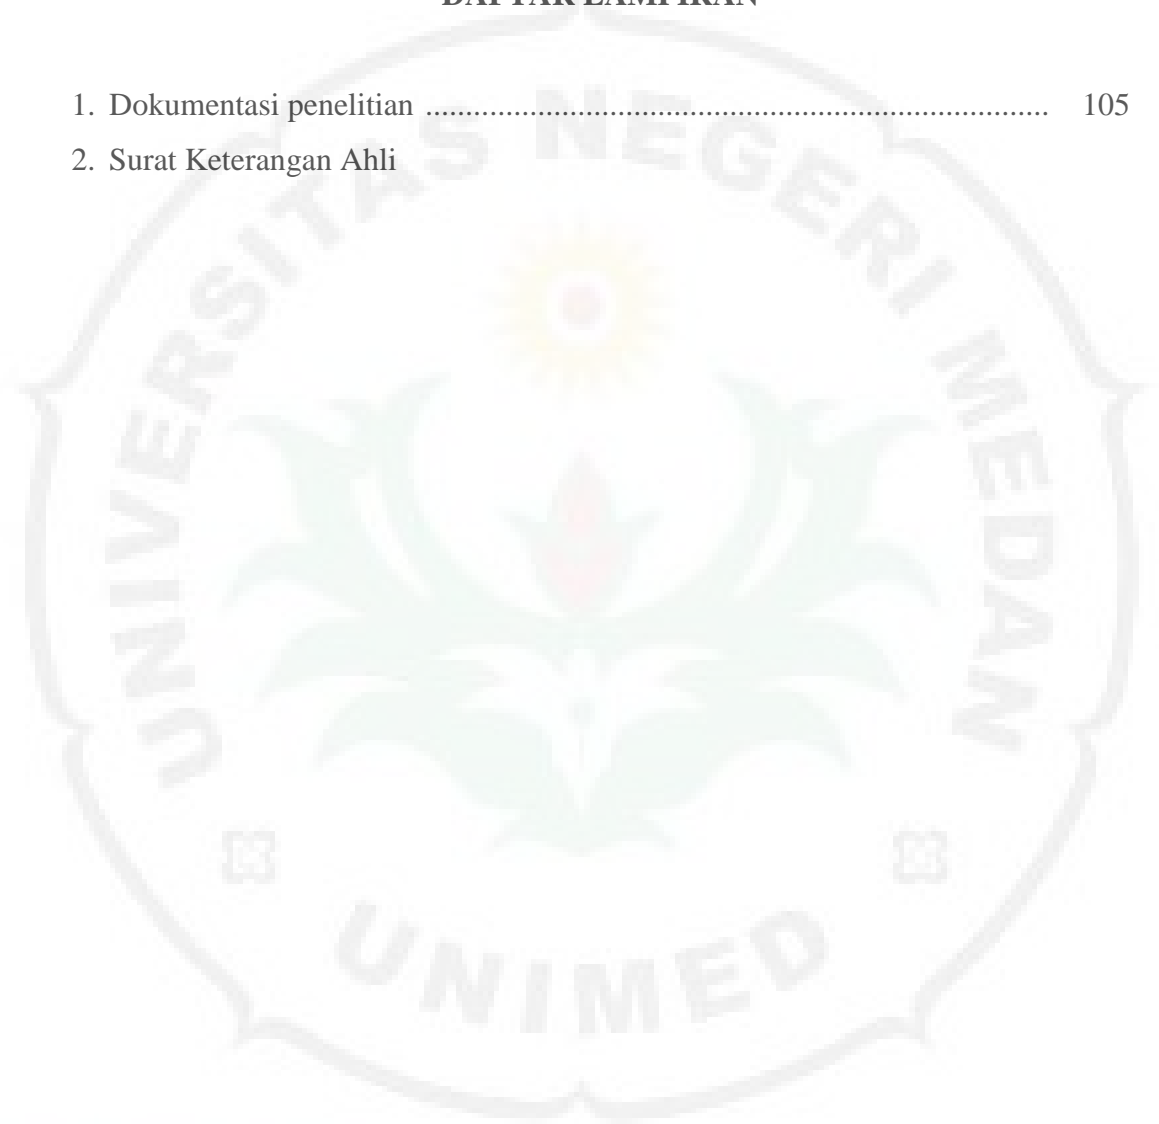 DAFTAR LAMPIRAN
1. Dokumentasi penelitian .............................................................................. 105
2. Surat Keterangan Ahli
UNIVERSITAS NEGERI MEDAN
UNIMED